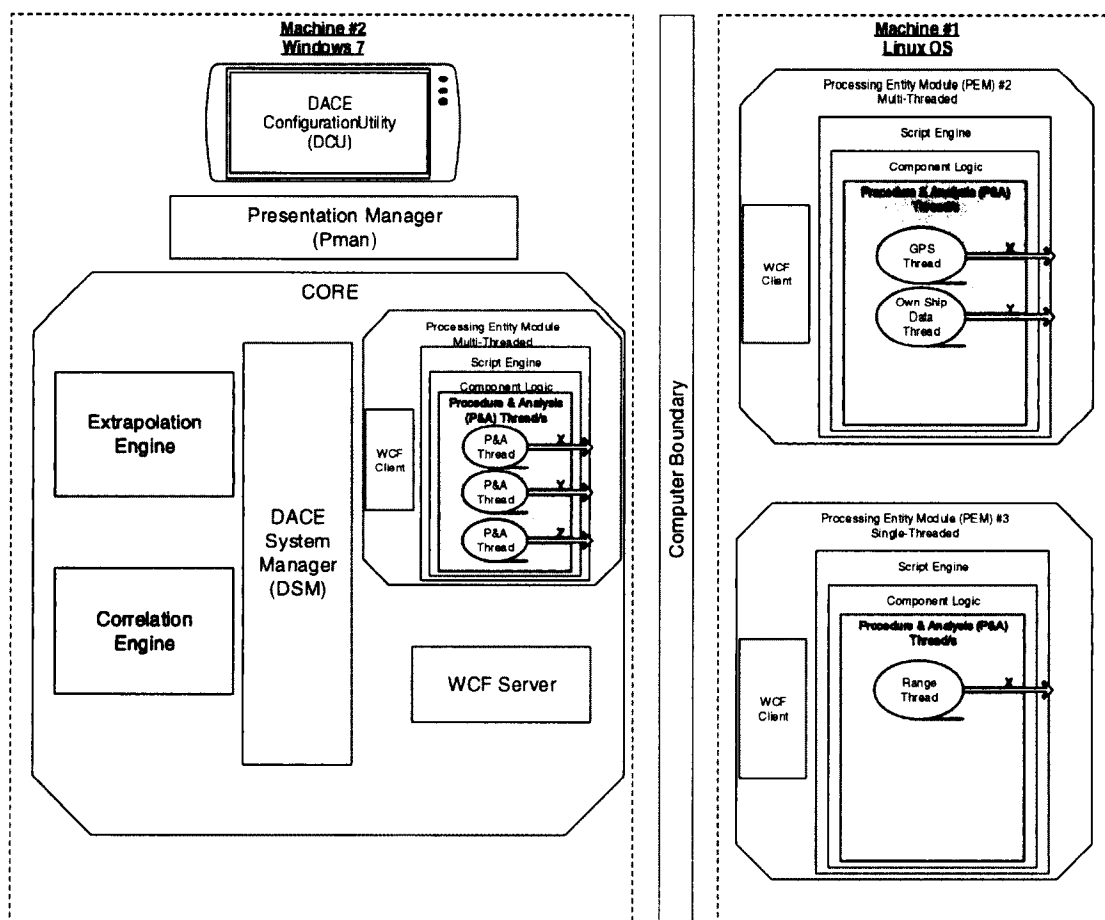 Machine #2
Windows 7
DACE
ConfigurationUtility
(DCU)
Presentation Manager
(Pman)
CORE
Extrapolation
Engine
Correlation
Engine
DACE
System
Manager
(DSM)
Processing Entity Module
Multi-Threaded
Script Engine
Component Logic
Procedure & Analysis
(P&A) Thread/s
WCF
Client
P&A
Thread
X
P&A
Thread
Y
P&A
Thread
Z
WCF Server
Computer Boundary
Machine #1
Linux OS
Processing Entity Module (PEM) #2
Multi-Threaded
Script Engine
Component Logic
Procedure & Analysis (P&A)
Thread/s
WCF
Client
GPS
Thread
X
Own Ship
Data
Thread
Y
Processing Entity Module (PEM) #3
Single-Threaded
Script Engine
Component Logic
Procedure & Analysis (P&A)
Thread/s
WCF
Client
Range
Thread
X